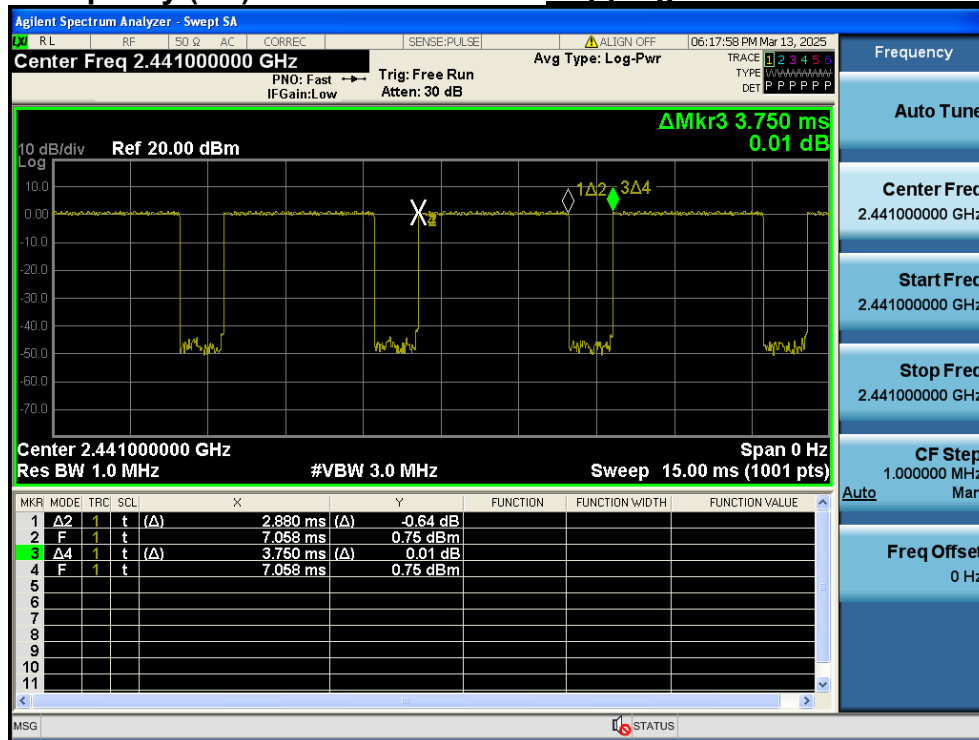 Agilent Spectrum Analyzer - Swept SA
LXI RL RF 50 Ω AC CORREC SENSE:PULSE ALIGN OFF 06:17:58 PM Mar 13, 2025
Center Freq 2.441000000 GHz
PNO: Fast
IFGain:Low
Trig: Free Run
Atten: 30 dB
Avg Type: Log-Pwr
TRACE 1 2 3 4 5 6
TYPE WWWWWW
DET P P P P P P
ΔMkr3 3.750 ms
0.01 dB
10 dB/div Ref 20.00 dBm
Log
10.0
0.00
-10.0
-20.0
-30.0
-40.0
-50.0
-60.0
-70.0
X
1Δ2 3Δ4
Center 2.441000000 GHz Span 0 Hz
Res BW 1.0 MHz #VBW 3.0 MHz Sweep 15.00 ms (1001 pts)
MKR MODE TRC SCL X Y FUNCTION FUNCTION WIDTH FUNCTION VALUE
1 Δ2 1 t (Δ) 2.880 ms (Δ) -0.64 dB
2 F 1 t 7.058 ms 0.75 dBm
3 Δ4 1 t (Δ) 3.750 ms (Δ) 0.01 dB
4 F 1 t 7.058 ms 0.75 dBm
5
6
7
8
9
10
11
MSG STATUS
Frequency
Auto Tune
Center Freq
2.441000000 GHz
Start Freq
2.441000000 GHz
Stop Freq
2.441000000 GHz
CF Step
1.000000 MHz
Auto Man
Freq Offset
0 Hz